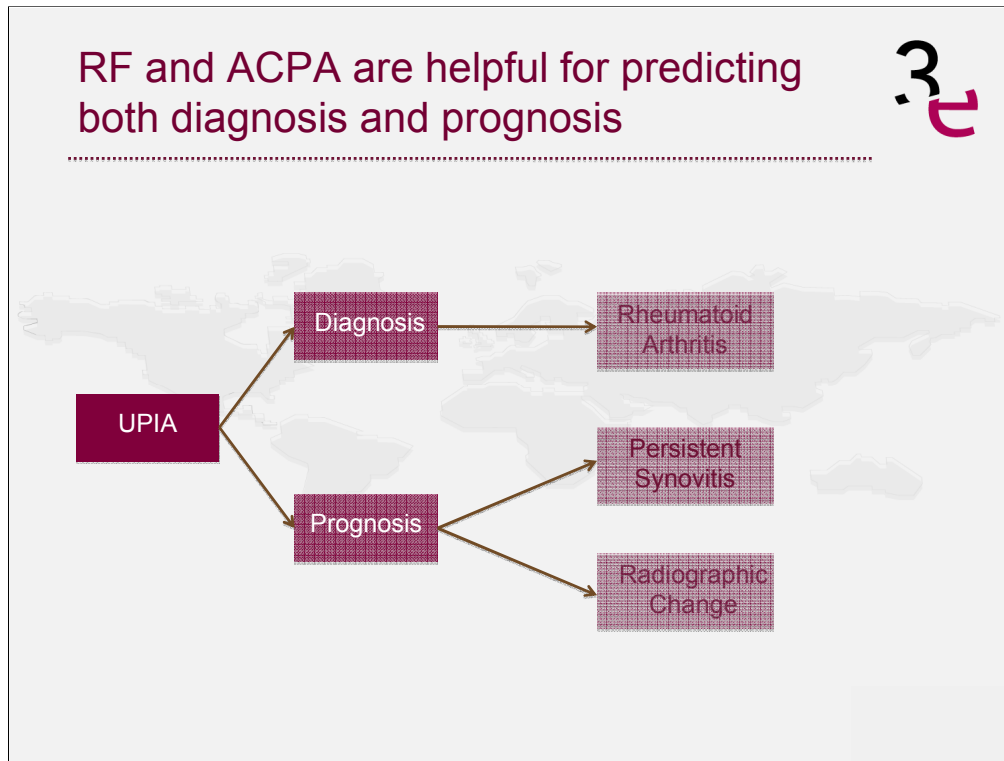 RF and ACPA are helpful for predicting
both diagnosis and prognosis
3e
Diagnosis
Rheumatoid
Arthritis
UPIA
Persistent
Synovitis
Prognosis
Radiographic
Change